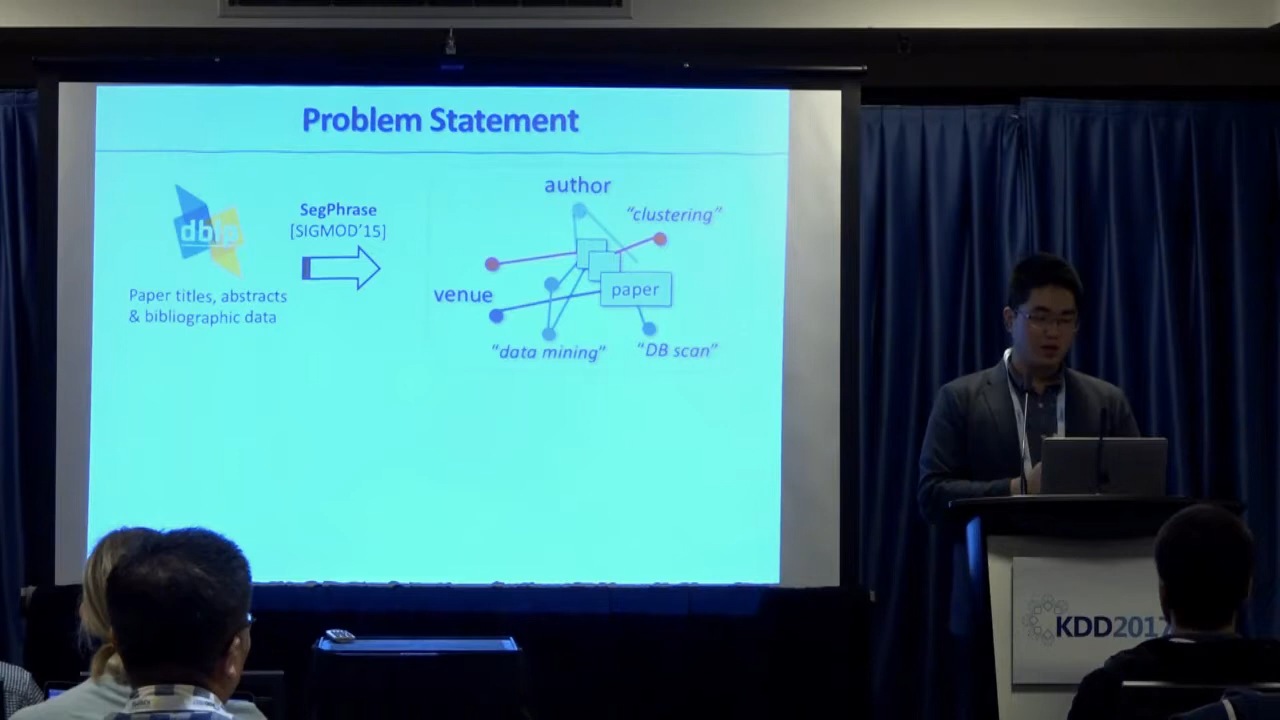 Problem Statement
dblp
SegPhrase
[SIGMOD'15]
Paper titles, abstracts
& bibliographic data
author
"clustering"
venue
paper
"data mining"
"DB scan"
KDD2017